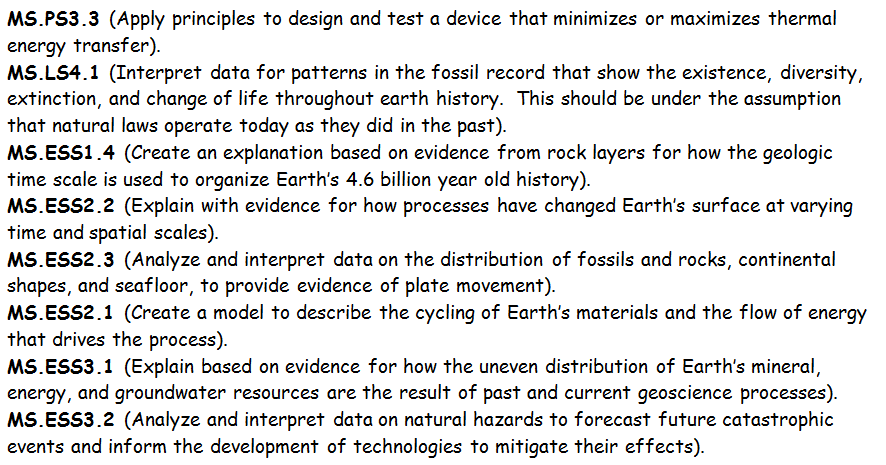 MS.PS3.3 (Apply principles to design and test a device that minimizes or maximizes thermal
energy transfer).
MS.LS4.1 (Interpret data for patterns in the fossil record that show the existence, diversity,
extinction, and change of life throughout earth history.  This should be under the assumption
that natural laws operate today as they did in the past).
MS.ESS1.4 (Create an explanation based on evidence from rock layers for how the geologic
time scale is used to organize Earth's 4.6 billion year old history).
MS.ESS2.2 (Explain with evidence for how processes have changed Earth's surface at varying
time and spatial scales).
MS.ESS2.3 (Analyze and interpret data on the distribution of fossils and rocks, continental
shapes, and seafloor, to provide evidence of plate movement).
MS.ESS2.1 (Create a model to describe the cycling of Earth's materials and the flow of energy
that drives the process).
MS.ESS3.1 (Explain based on evidence for how the uneven distribution of Earth's mineral,
energy, and groundwater resources are the result of past and current geoscience processes).
MS.ESS3.2 (Analyze and interpret data on natural hazards to forecast future catastrophic
events and inform the development of technologies to mitigate their effects).